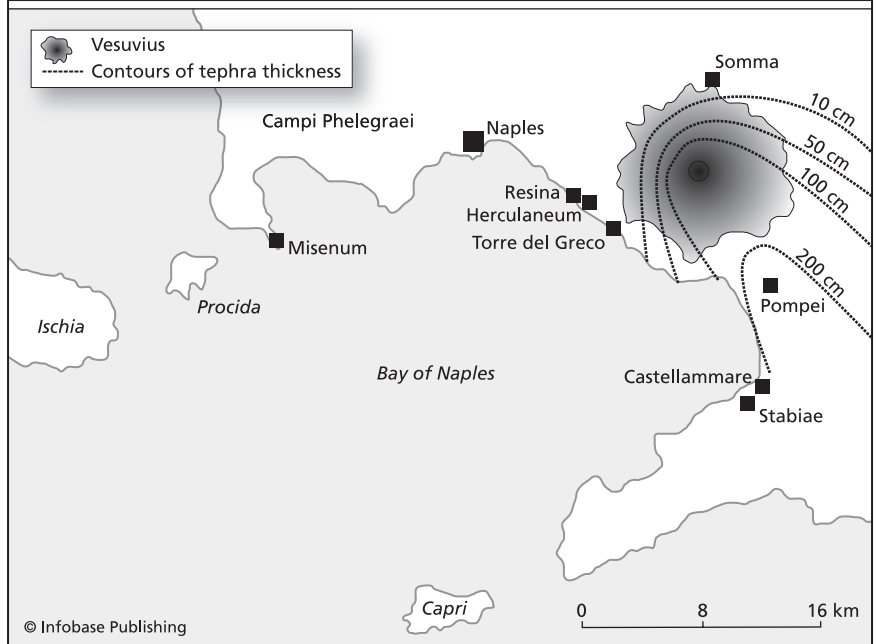 Vesuvius
Contours of tephra thickness
Somma
10 cm
Campi Phelegraei
Naples
50 cm
100 cm
Resina
Herculaneum
Torre del Greco
Misenum
200 cm
Procida
Pompei
Ischia
Bay of Naples
Castellammare
Stabiae
Capri
0 8 16 km
© Infobase Publishing